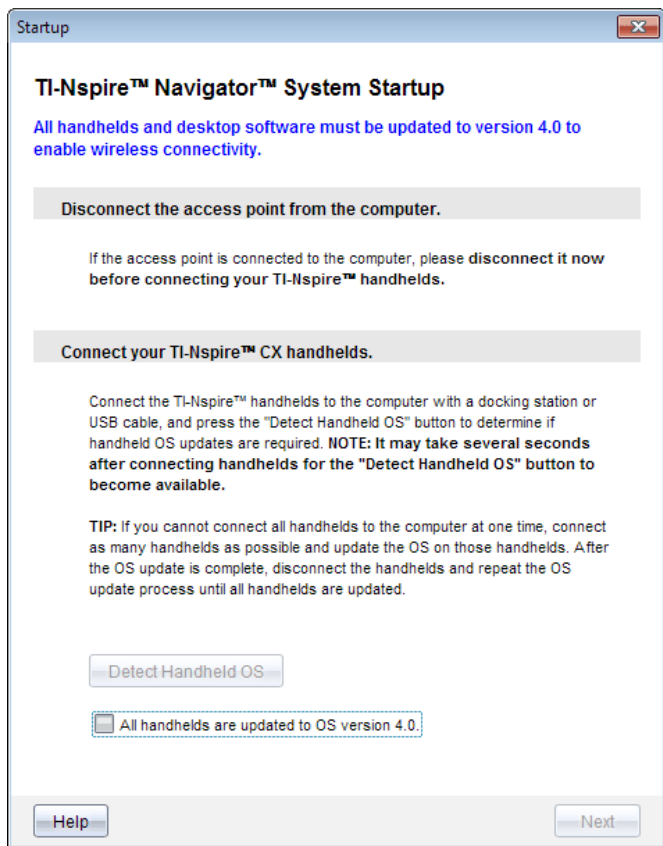 Startup
TI-Nspire™ Navigator™ System Startup
All handhelds and desktop software must be updated to version 4.0 to
enable wireless connectivity.
Disconnect the access point from the computer.
If the access point is connected to the computer, please disconnect it now
before connecting your TI-Nspire™ handhelds.
Connect your TI-Nspire™ CX handhelds.
Connect the TI-Nspire™ handhelds to the computer with a docking station or
USB cable, and press the "Detect Handheld OS" button to determine if
handheld OS updates are required. NOTE: It may take several seconds
after connecting handhelds for the "Detect Handheld OS" button to
become available.
TIP: If you cannot connect all handhelds to the computer at one time, connect
as many handhelds as possible and update the OS on those handhelds. After
the OS update is complete, disconnect the handhelds and repeat the OS
update process until all handhelds are updated.
Detect Handheld OS
All handhelds are updated to OS version 4.0.
Help
Next